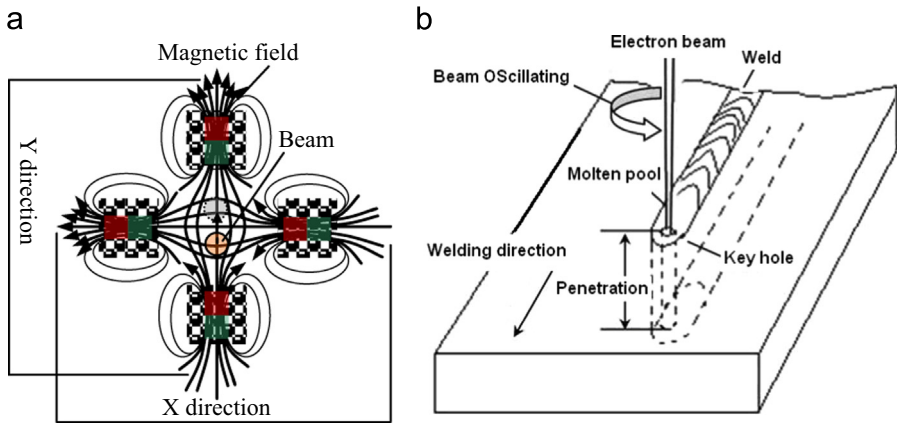 a
Magnetic field
Beam
Y direction
X direction
b
Electron beam
Weld
Beam OScillating
Molten pool
Welding direction
Key hole
Penetration